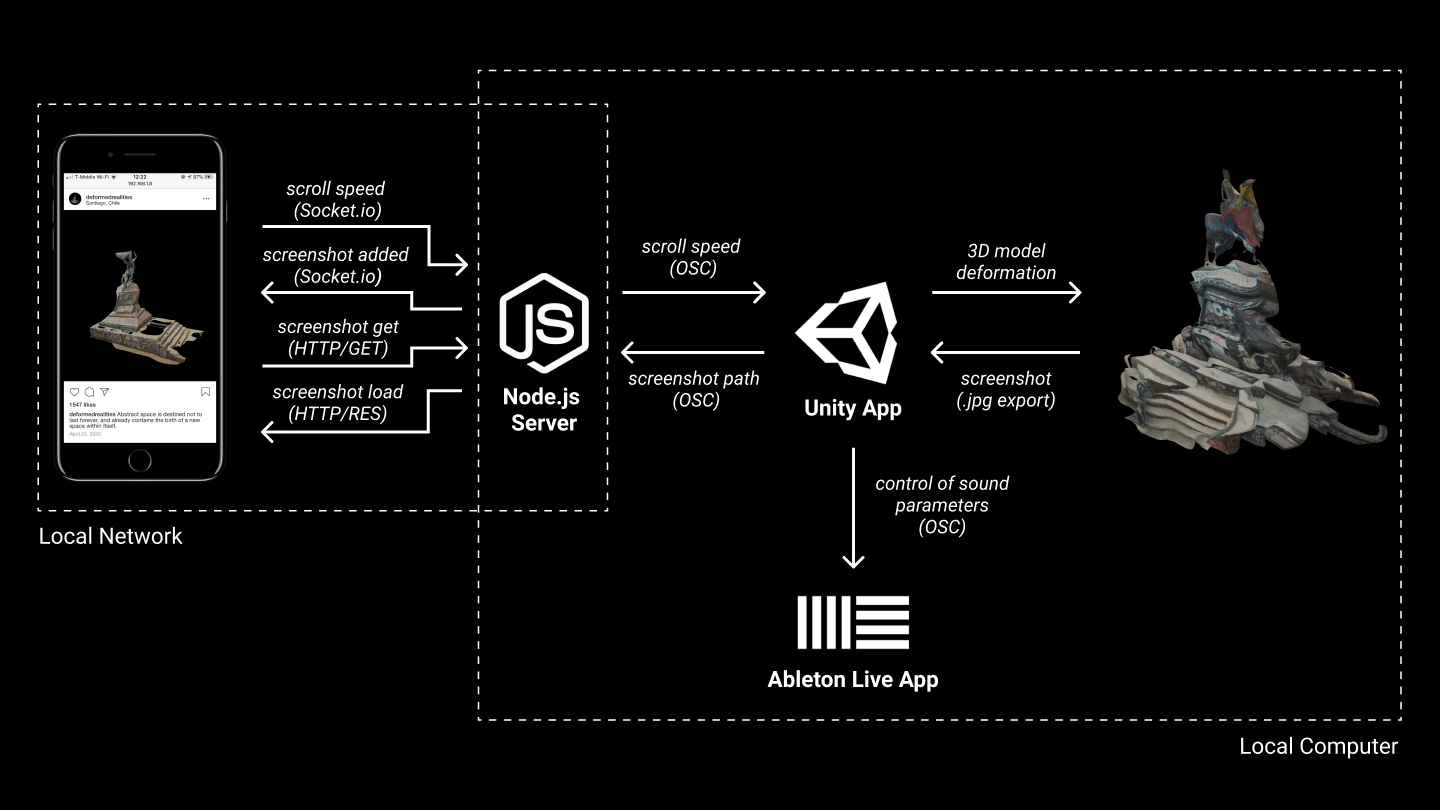 T-Mobile Wi-Fi 12:22 57%
192.168.1.8
deformedrealities
Santiago, Chile
1547 likes
deformedrealities Abstract space is destined not to
last forever, and already contains the birth of a new
space within itself.
Abril 22, 2020
scroll speed
(Socket.io)
screenshot added
(Socket.io)
screenshot get
(HTTP/GET)
screenshot load
(HTTP/RES)
JS
Node.js
Server
Local Network
scroll speed
(OSC)
screenshot path
(OSC)
Unity App
3D model
deformation
screenshot
(.jpg export)
control of sound
parameters
(OSC)
Ableton Live App
Local Computer